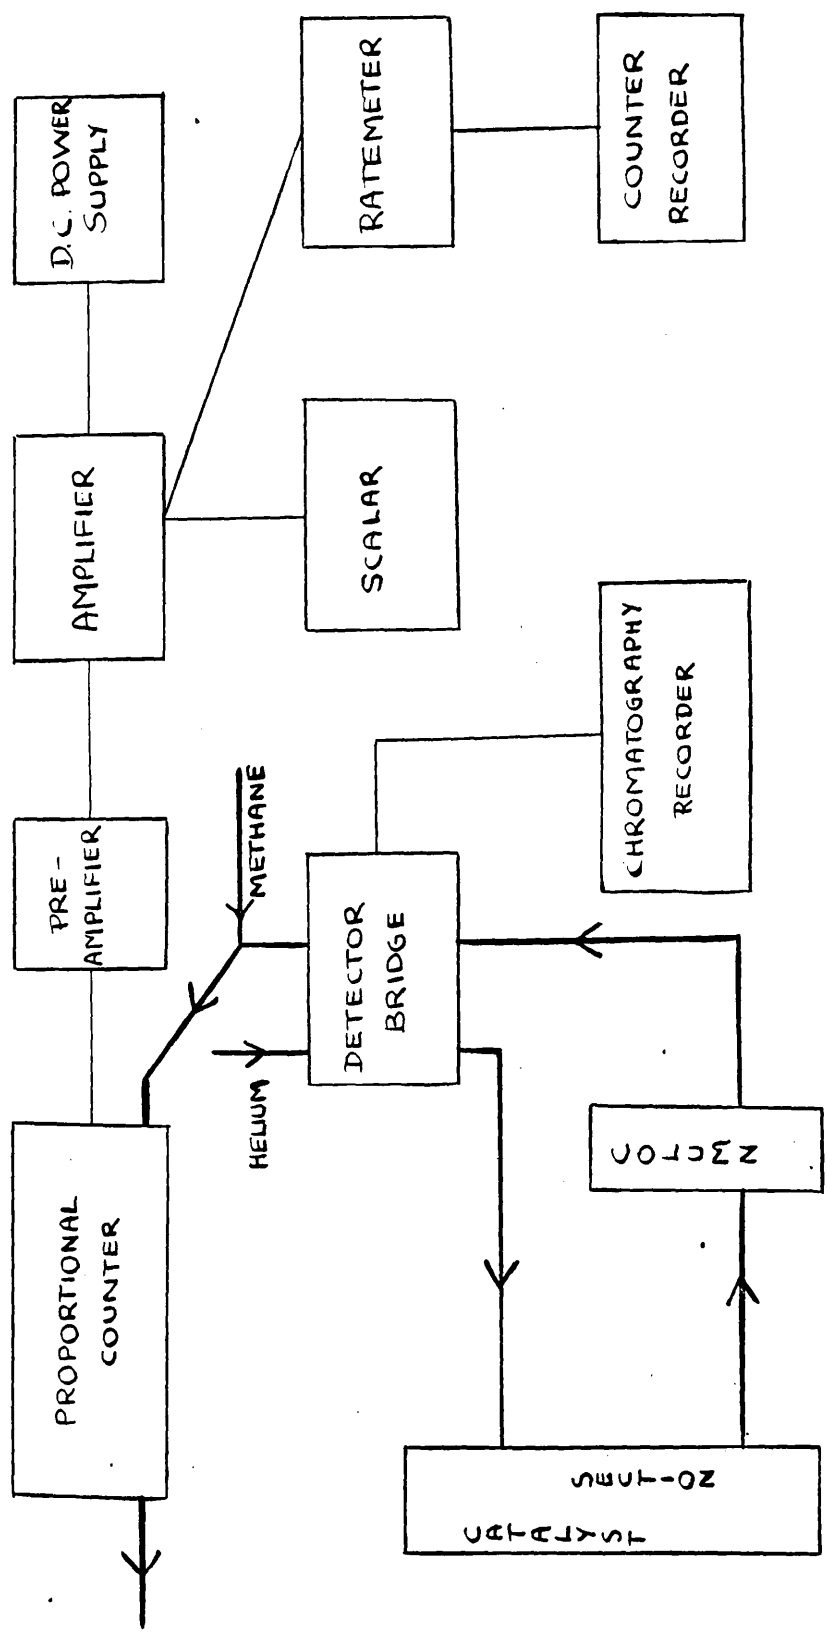 PROPORTIONAL
COUNTER
PRE-
AMPLIFIER
AMPLIFIER
D.C. POWER
SUPPLY
HELIUM
METHANE
DETECTOR
BRIDGE
SCALAR
RATEMETER
CATALYST
SECTION
COLUMN
CHROMATOGRAPHY
RECORDER
COUNTER
RECORDER